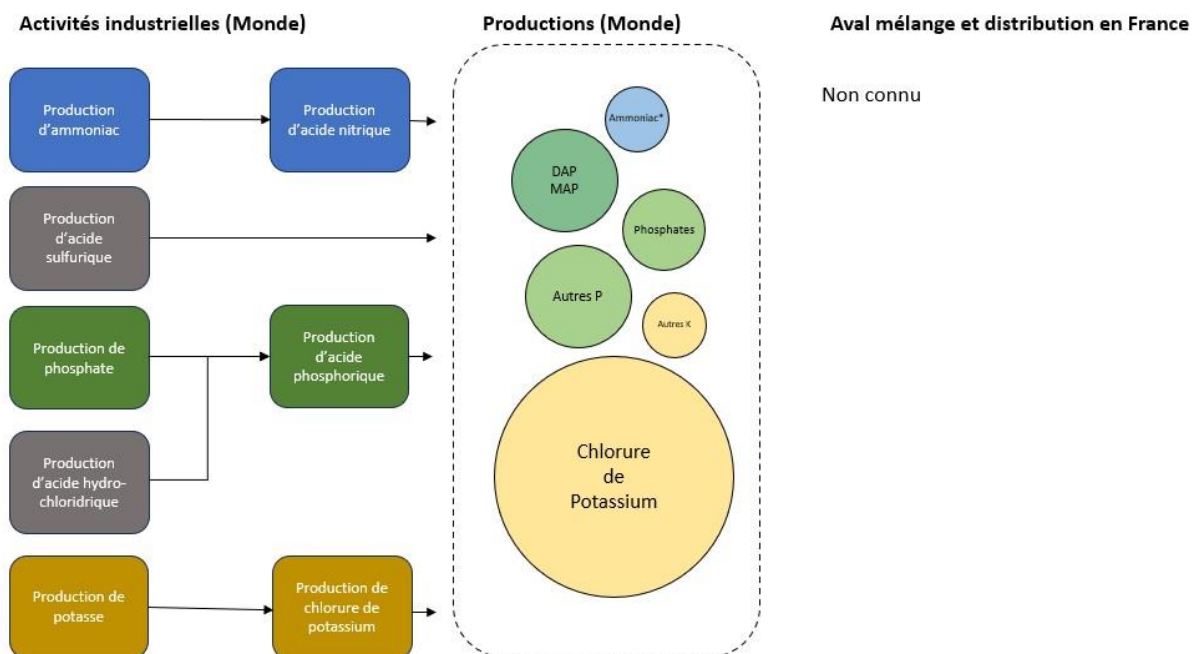 Activités industrielles (Monde)
Productions (Monde)
Aval mélange et distribution en France
Production
d'ammoniac
Production
d'acide nitrique
Production
d'acide
sulfurique
Production de
phosphate
Production
d'acide
phosphorique
Production
d'acide hydro-
chloridrique
Production de
potasse
Production de
chlorure de
potassium
Ammoniac*
DAP
MAP
Phosphates
Autres P
Autres K
Chlorure
de
Potassium
Non connu